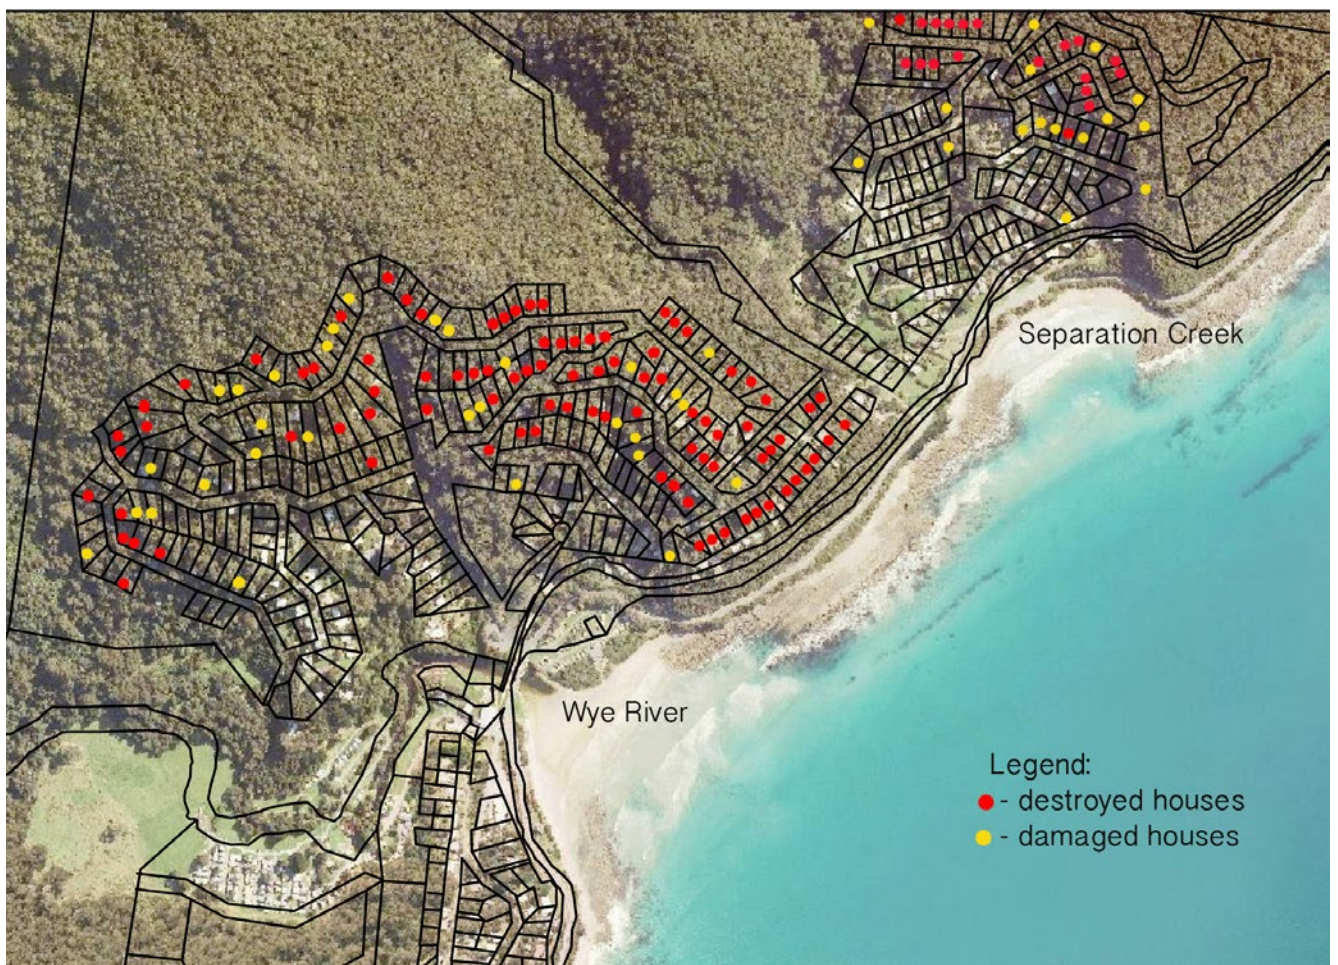 Separation Creek
Wye River
Legend:
- destroyed houses
- damaged houses